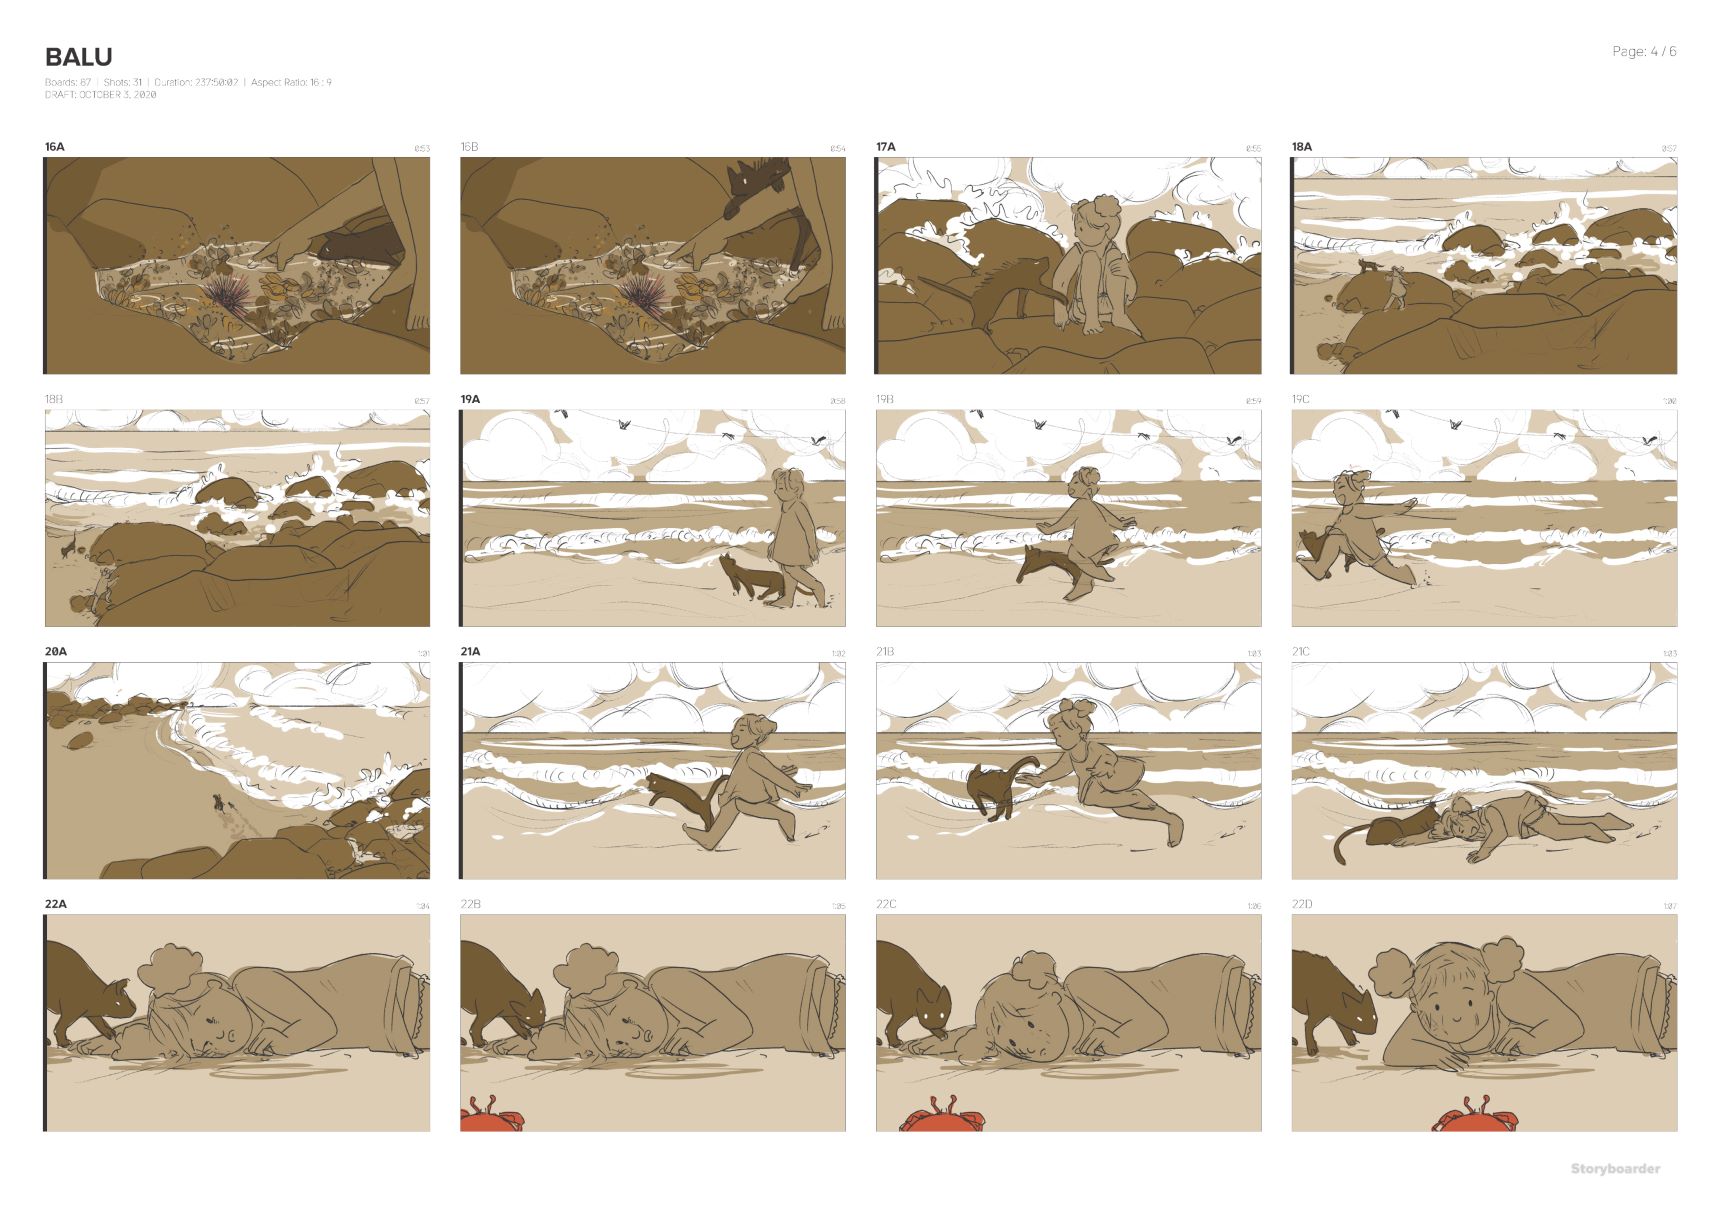 BALU
Page: 4 / 6
Boards: 87 | Shots: 31 | Duration: 237:50:02 | Aspect Ratio: 16 : 9
DRAFT: OCTOBER 3, 2020
16A 0:53 16B 0:54 17A 0:55 18A 0:57
18B 0:57 19A 0:58 19B 0:59 19C 1:00
20A 1:01 21A 1:02 21B 1:03 21C 1:03
22A 1:04 22B 1:05 22C 1:06 22D 1:07
Storyboarder